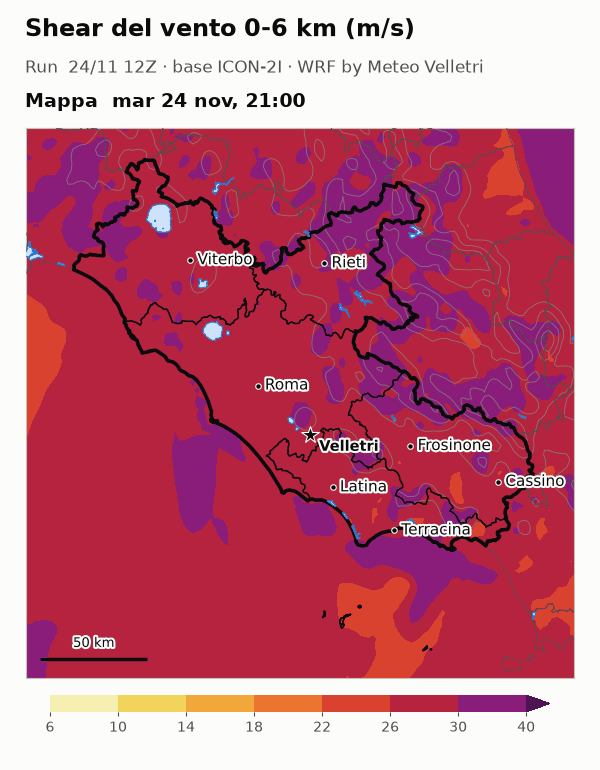 Shear del vento 0-6 km (m/s)
Run  24/11 12Z · base ICON-2I · WRF by Meteo Velletri
Mappa  mar 24 nov, 21:00
Viterbo
Rieti
Roma
Velletri
Frosinone
Cassino
Latina
Terracina
50 km
6 10 14 18 22 26 30 40